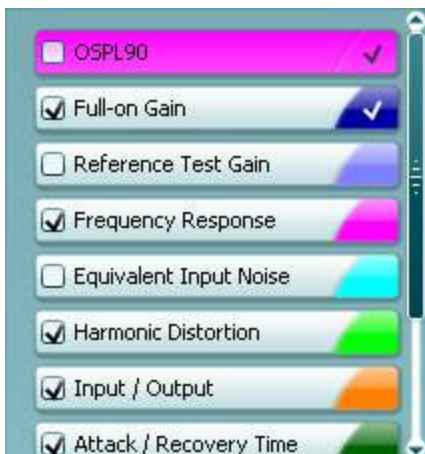 OSPL90
Full-on Gain
Reference Test Gain
Frequency Response
Equivalent Input Noise
Harmonic Distortion
Input / Output
Attack / Recovery Time